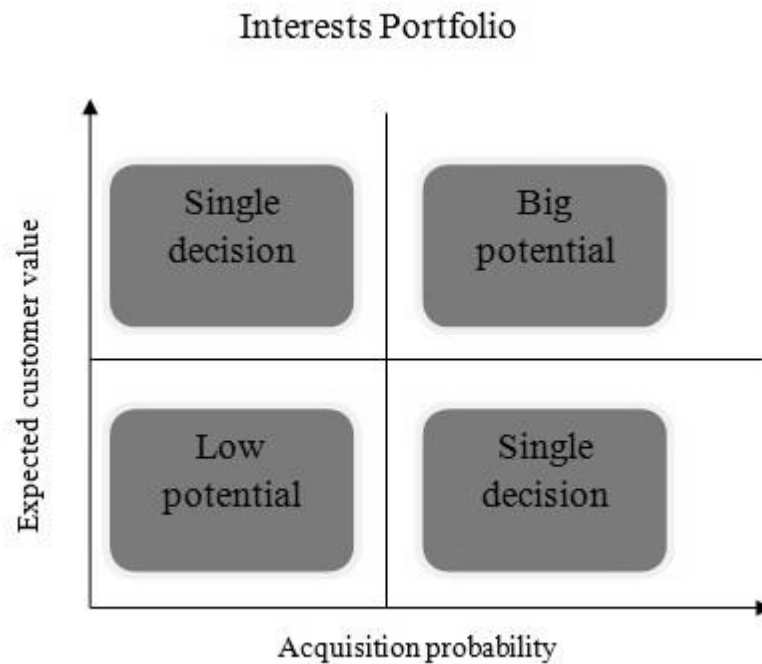 Interests Portfolio
Expected customer value
Single
decision
Big
potential
Low
potential
Single
decision
Acquisition probability